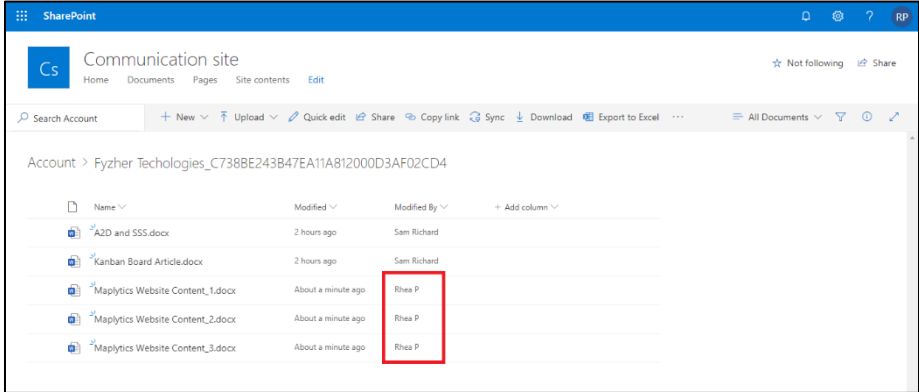 SharePoint ? RP
Cs Communication site
Home Documents Pages Site contents Edit Not following Share
Search Account New Upload Quick edit Share Copy link Sync Download Export to Excel ··· All Documents
Account > Fyzher Techologies_C738BE243B47EA11A812000D3AF02CD4
Name Modified Modified By + Add column
A2D and SSS.docx 2 hours ago Sam Richard
Kanban Board Article.docx 2 hours ago Sam Richard
Maplytics Website Content_1.docx About a minute ago Rhea P
Maplytics Website Content_2.docx About a minute ago Rhea P
Maplytics Website Content_3.docx About a minute ago Rhea P